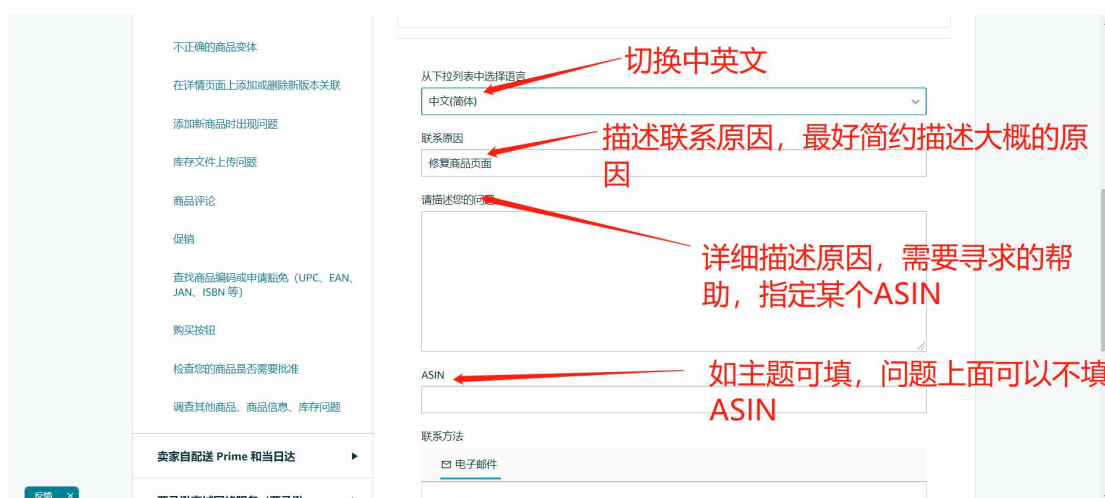 不正确的商品变体
在详情页面上添加或删除新版本关联
添加新商品时出现问题
库存文件上传问题
商品评论
促销
查找商品编码或申请豁免（UPC、EAN、
JAN、ISBN 等）
购买按钮
检查您的商品是否需要批准
调查其他商品、商品信息、库存问题
卖家自配送 Prime 和当日达
反馈 ×
切换中英文
从下拉列表中选择语言
中文(简体)
联系原因
描述联系原因，最好简约描述大概的原
因
修复商品页面
请描述您的问题
详细描述原因，需要寻求的帮
助，指定某个ASIN
ASIN
如主题可填，问题上面可以不填
ASIN
联系方法
电子邮件